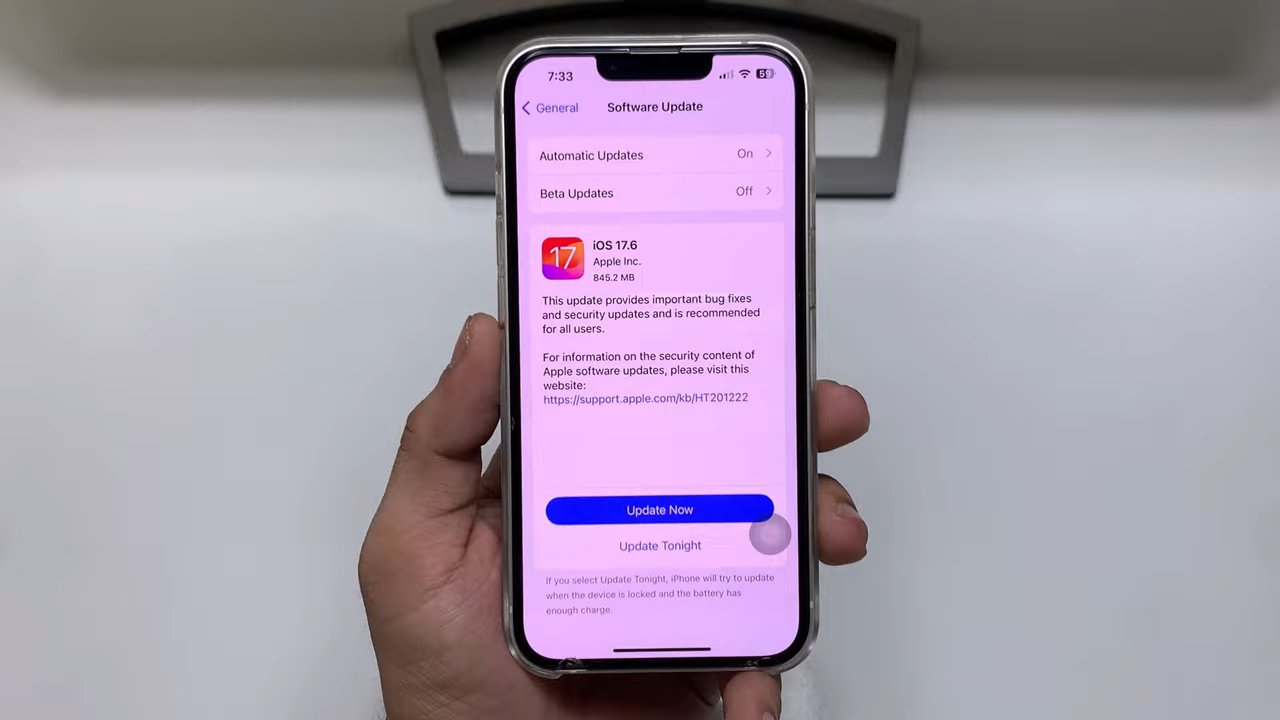 7:33
59
General
Software Update
Automatic Updates On
Beta Updates Off
17
iOS 17.6
Apple Inc.
845.2 MB
This update provides important bug fixes
and security updates and is recommended
for all users.
For information on the security content of
Apple software updates, please visit this
website:
https://support.apple.com/kb/HT201222
Update Now
Update Tonight
If you select Update Tonight, iPhone will try to update
when the device is locked and the battery has
enough charge.